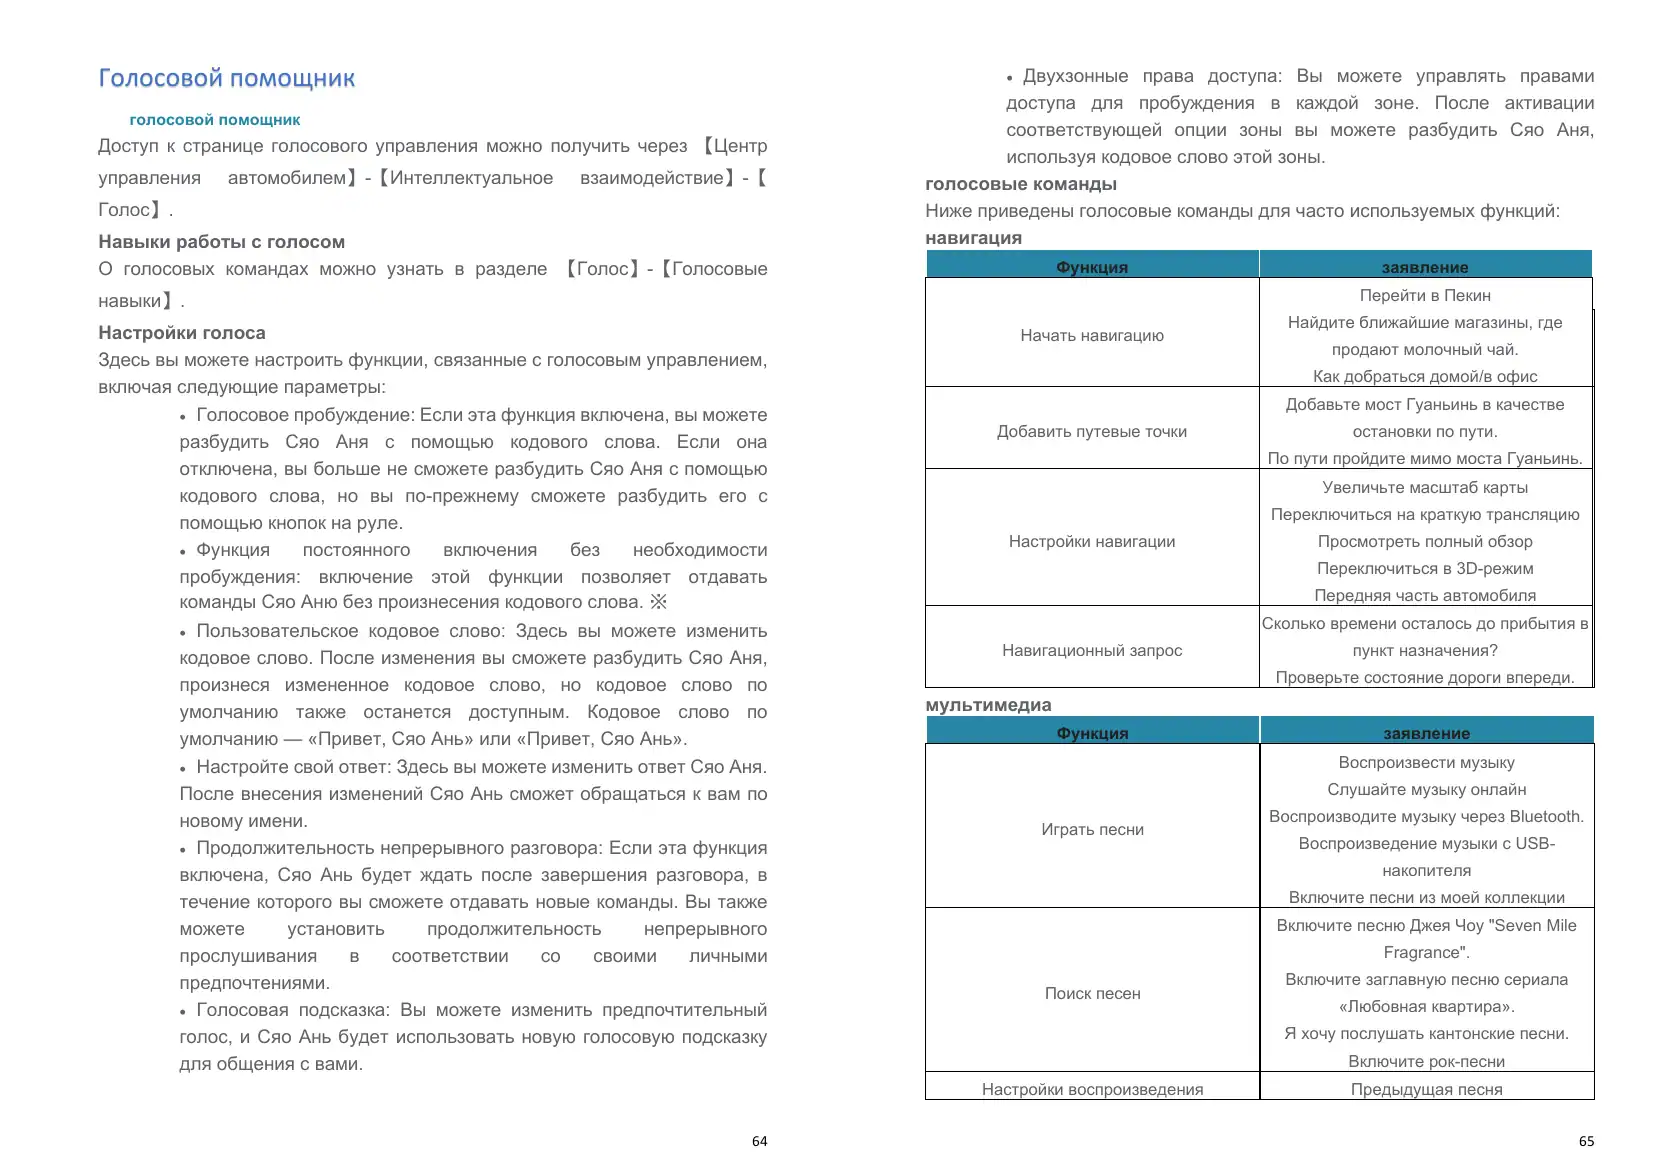 Голосовой помощник
голосовой помощник
Доступ к странице голосового управления можно получить через 【Центр
управления автомобилем】-【Интеллектуальное взаимодействие】-【
Голос】.
Навыки работы с голосом
О голосовых командах можно узнать в разделе 【Голос】-【Голосовые
навыки】.
Настройки голоса
Здесь вы можете настроить функции, связанные с голосовым управлением,
включая следующие параметры:
• Голосовое пробуждение: Если эта функция включена, вы можете
разбудить Сяо Аня с помощью кодового слова. Если она
отключена, вы больше не сможете разбудить Сяо Аня с помощью
кодового слова, но вы по-прежнему сможете разбудить его с
помощью кнопок на руле.
• Функция постоянного включения без необходимости
пробуждения: включение этой функции позволяет отдавать
команды Сяо Аню без произнесения кодового слова. ※
• Пользовательское кодовое слово: Здесь вы можете изменить
кодовое слово. После изменения вы сможете разбудить Сяо Аня,
произнеся измененное кодовое слово, но кодовое слово по
умолчанию также останется доступным. Кодовое слово по
умолчанию — «Привет, Сяо Ань» или «Привет, Сяо Ань».
• Настройте свой ответ: Здесь вы можете изменить ответ Сяо Аня.
После внесения изменений Сяо Ань сможет обращаться к вам по
новому имени.
• Продолжительность непрерывного разговора: Если эта функция
включена, Сяо Ань будет ждать после завершения разговора, в
течение которого вы сможете отдавать новые команды. Вы также
можете установить продолжительность непрерывного
прослушивания в соответствии со своими личными
предпочтениями.
• Голосовая подсказка: Вы можете изменить предпочтительный
голос, и Сяо Ань будет использовать новую голосовую подсказку
для общения с вами.
64
• Двухзонные права доступа: Вы можете управлять правами
доступа для пробуждения в каждой зоне. После активации
соответствующей опции зоны вы можете разбудить Сяо Аня,
используя кодовое слово этой зоны.
голосовые команды
Ниже приведены голосовые команды для часто используемых функций:
навигация
Функция заявление
Начать навигацию
Перейти в Пекин
Найдите ближайшие магазины, где
продают молочный чай.
Как добраться домой/в офис
Добавить путевые точки
Добавьте мост Гуаньинь в качестве
остановки по пути.
По пути пройдите мимо моста Гуаньинь.
Настройки навигации
Увеличьте масштаб карты
Переключиться на краткую трансляцию
Просмотреть полный обзор
Переключиться в 3D-режим
Передняя часть автомобиля
Навигационный запрос
Сколько времени осталось до прибытия в
пункт назначения?
Проверьте состояние дороги впереди.
мультимедиа
Функция заявление
Играть песни
Воспроизвести музыку
Слушайте музыку онлайн
Воспроизводите музыку через Bluetooth.
Воспроизведение музыки с USB-
накопителя
Включите песни из моей коллекции
Поиск песен
Включите песню Джея Чоу "Seven Mile
Fragrance".
Включите заглавную песню сериала
«Любовная квартира».
Я хочу послушать кантонские песни.
Включите рок-песни
Настройки воспроизведения Предыдущая песня
65